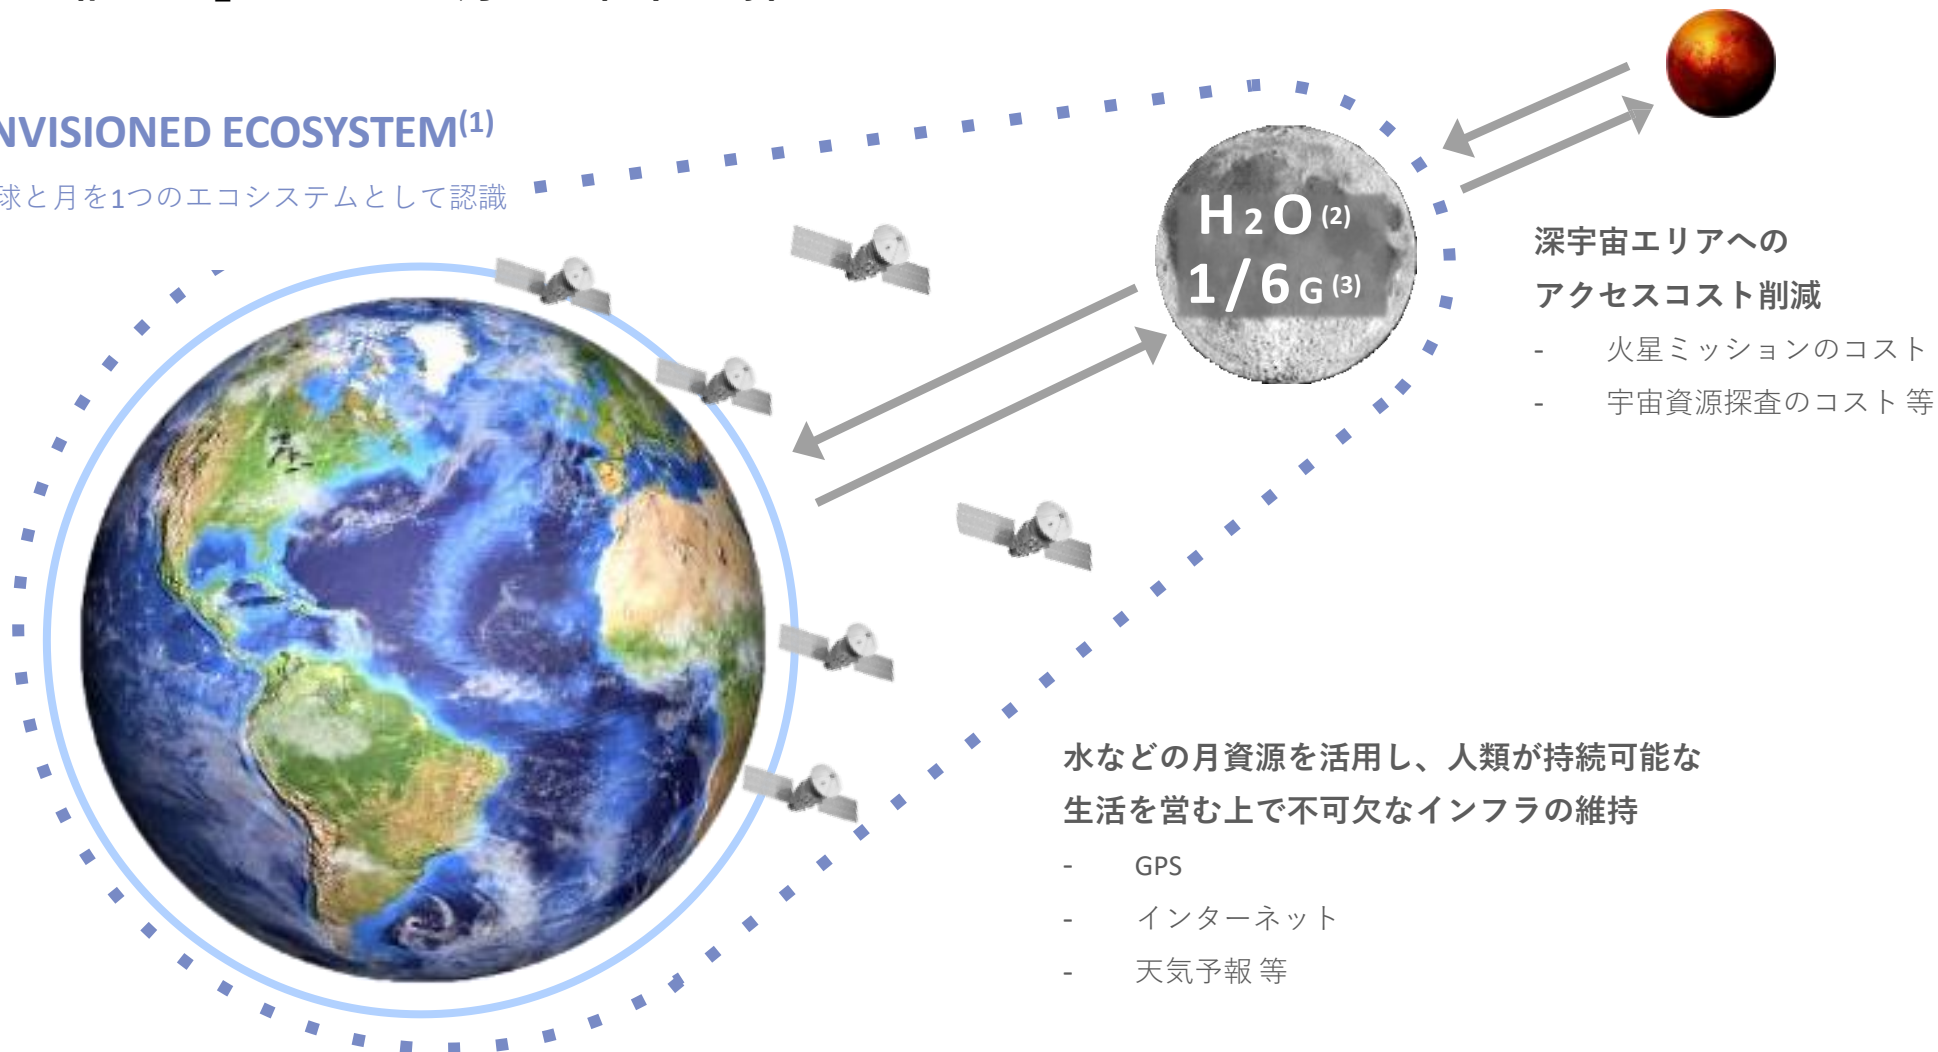 NVISIONED ECOSYSTEM(1)
球と月を1つのエコシステムとして認識
H2O(2)
1/6G(3)
深宇宙エリアへの
アクセスコスト削減
- 火星ミッションのコスト
- 宇宙資源探査のコスト 等
水などの月資源を活用し、人類が持続可能な
生活を営む上で不可欠なインフラの維持
- GPS
- インターネット
- 天気予報 等